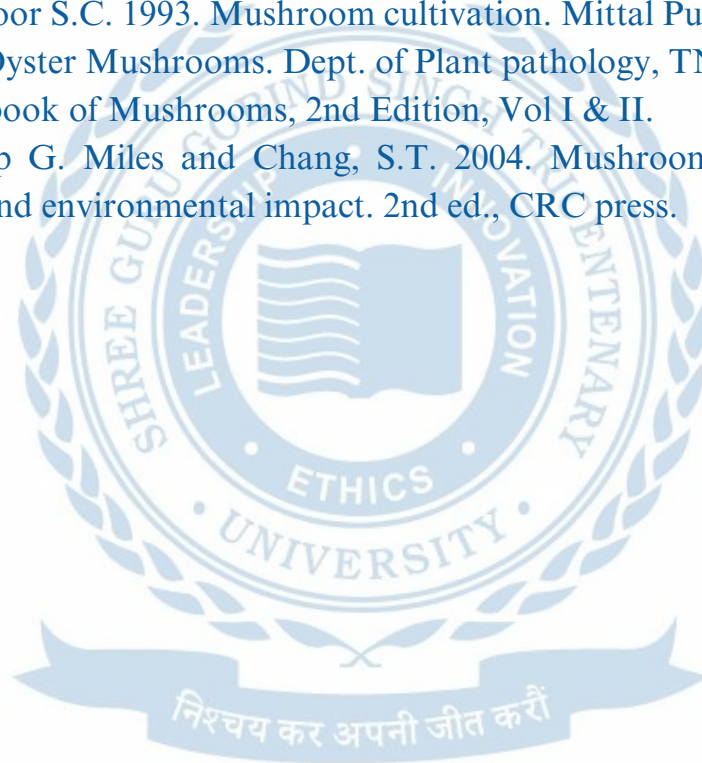 oor S.C. 1993. Mushroom cultivation. Mittal Pu
Oyster Mushrooms. Dept. of Plant pathology, TN
book of Mushrooms, 2nd Edition, Vol I & II.
p G. Miles and Chang, S.T. 2004. Mushroom
nd environmental impact. 2nd ed., CRC press.
SHREE GURU GOBIND SINGH TRICENTENARY
LEADERSHIP
INNOVATION
ETHICS
UNIVERSITY
निश्चय कर अपनी जीत करौं